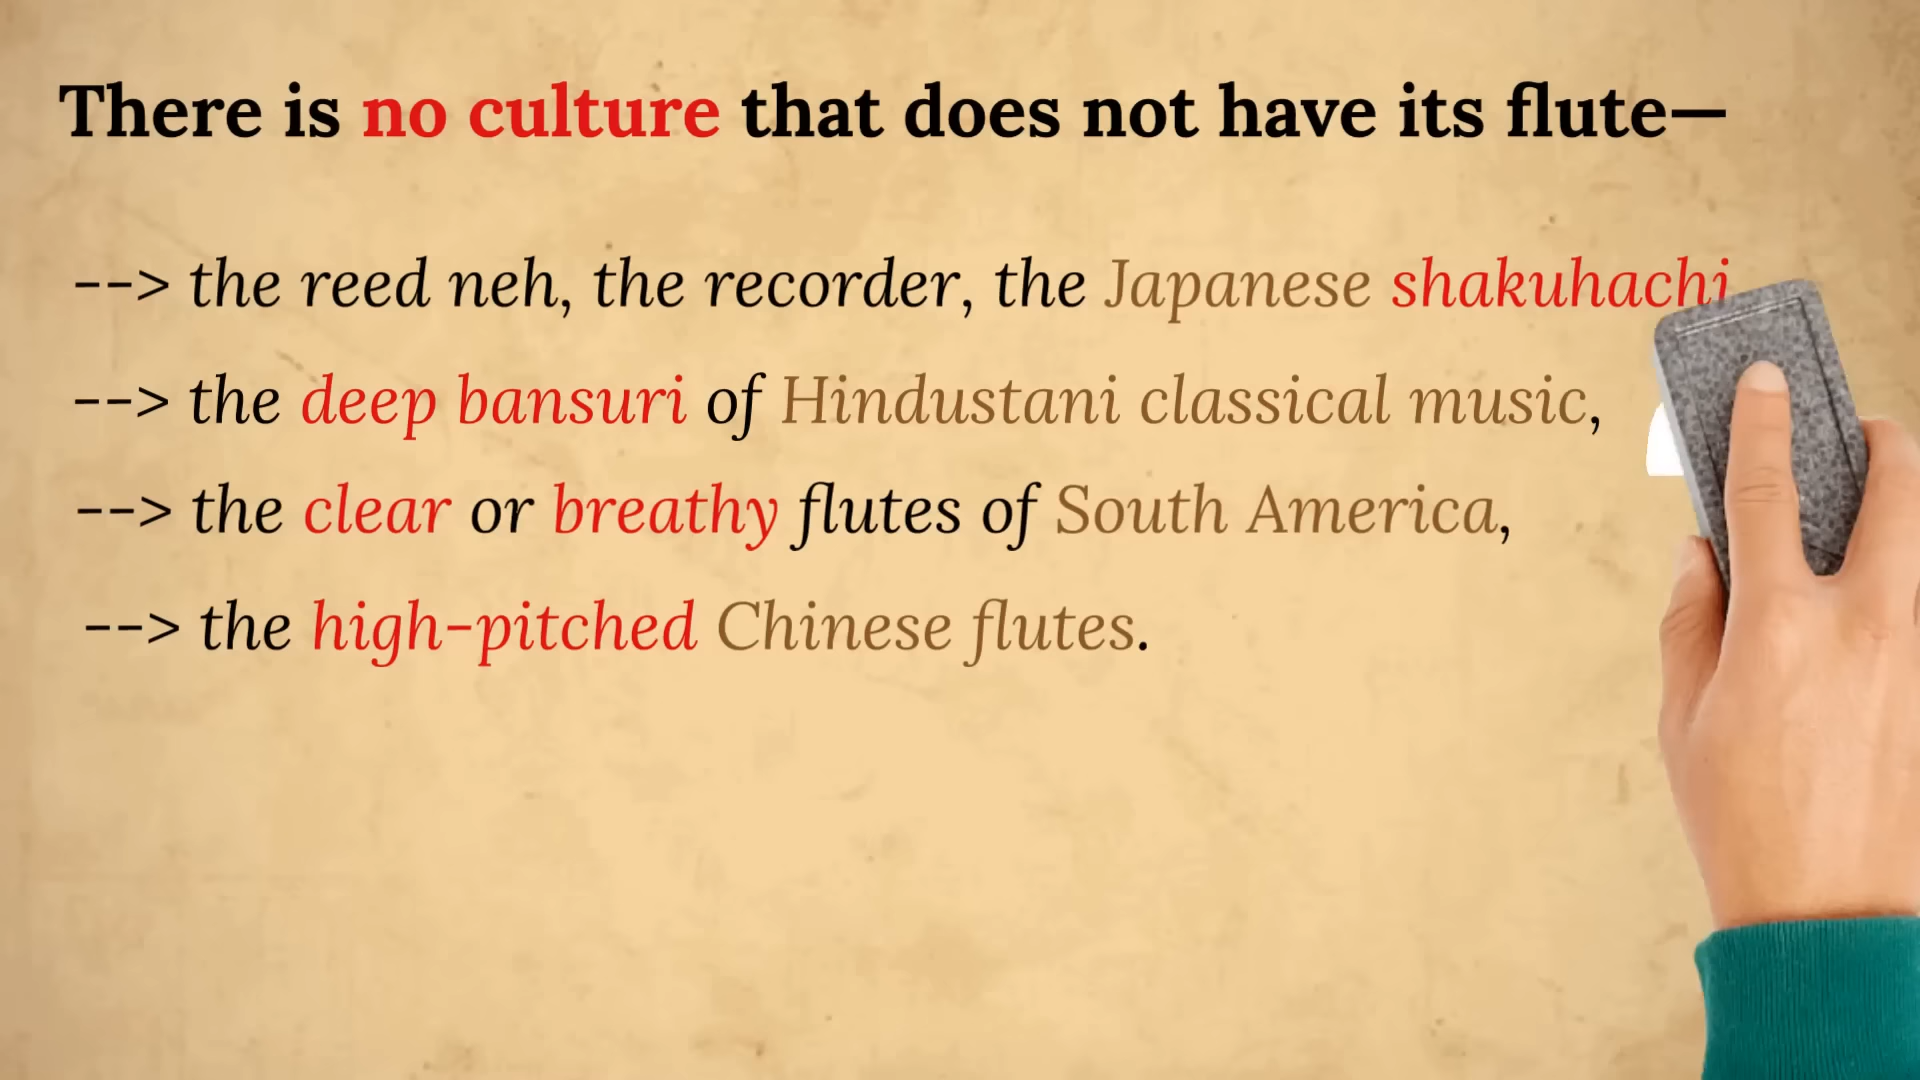 There is no culture that does not have its flute—
--> the reed neh, the recorder, the Japanese shakuhachi
--> the deep bansuri of Hindustani classical music,
--> the clear or breathy flutes of South America,
--> the high-pitched Chinese flutes.